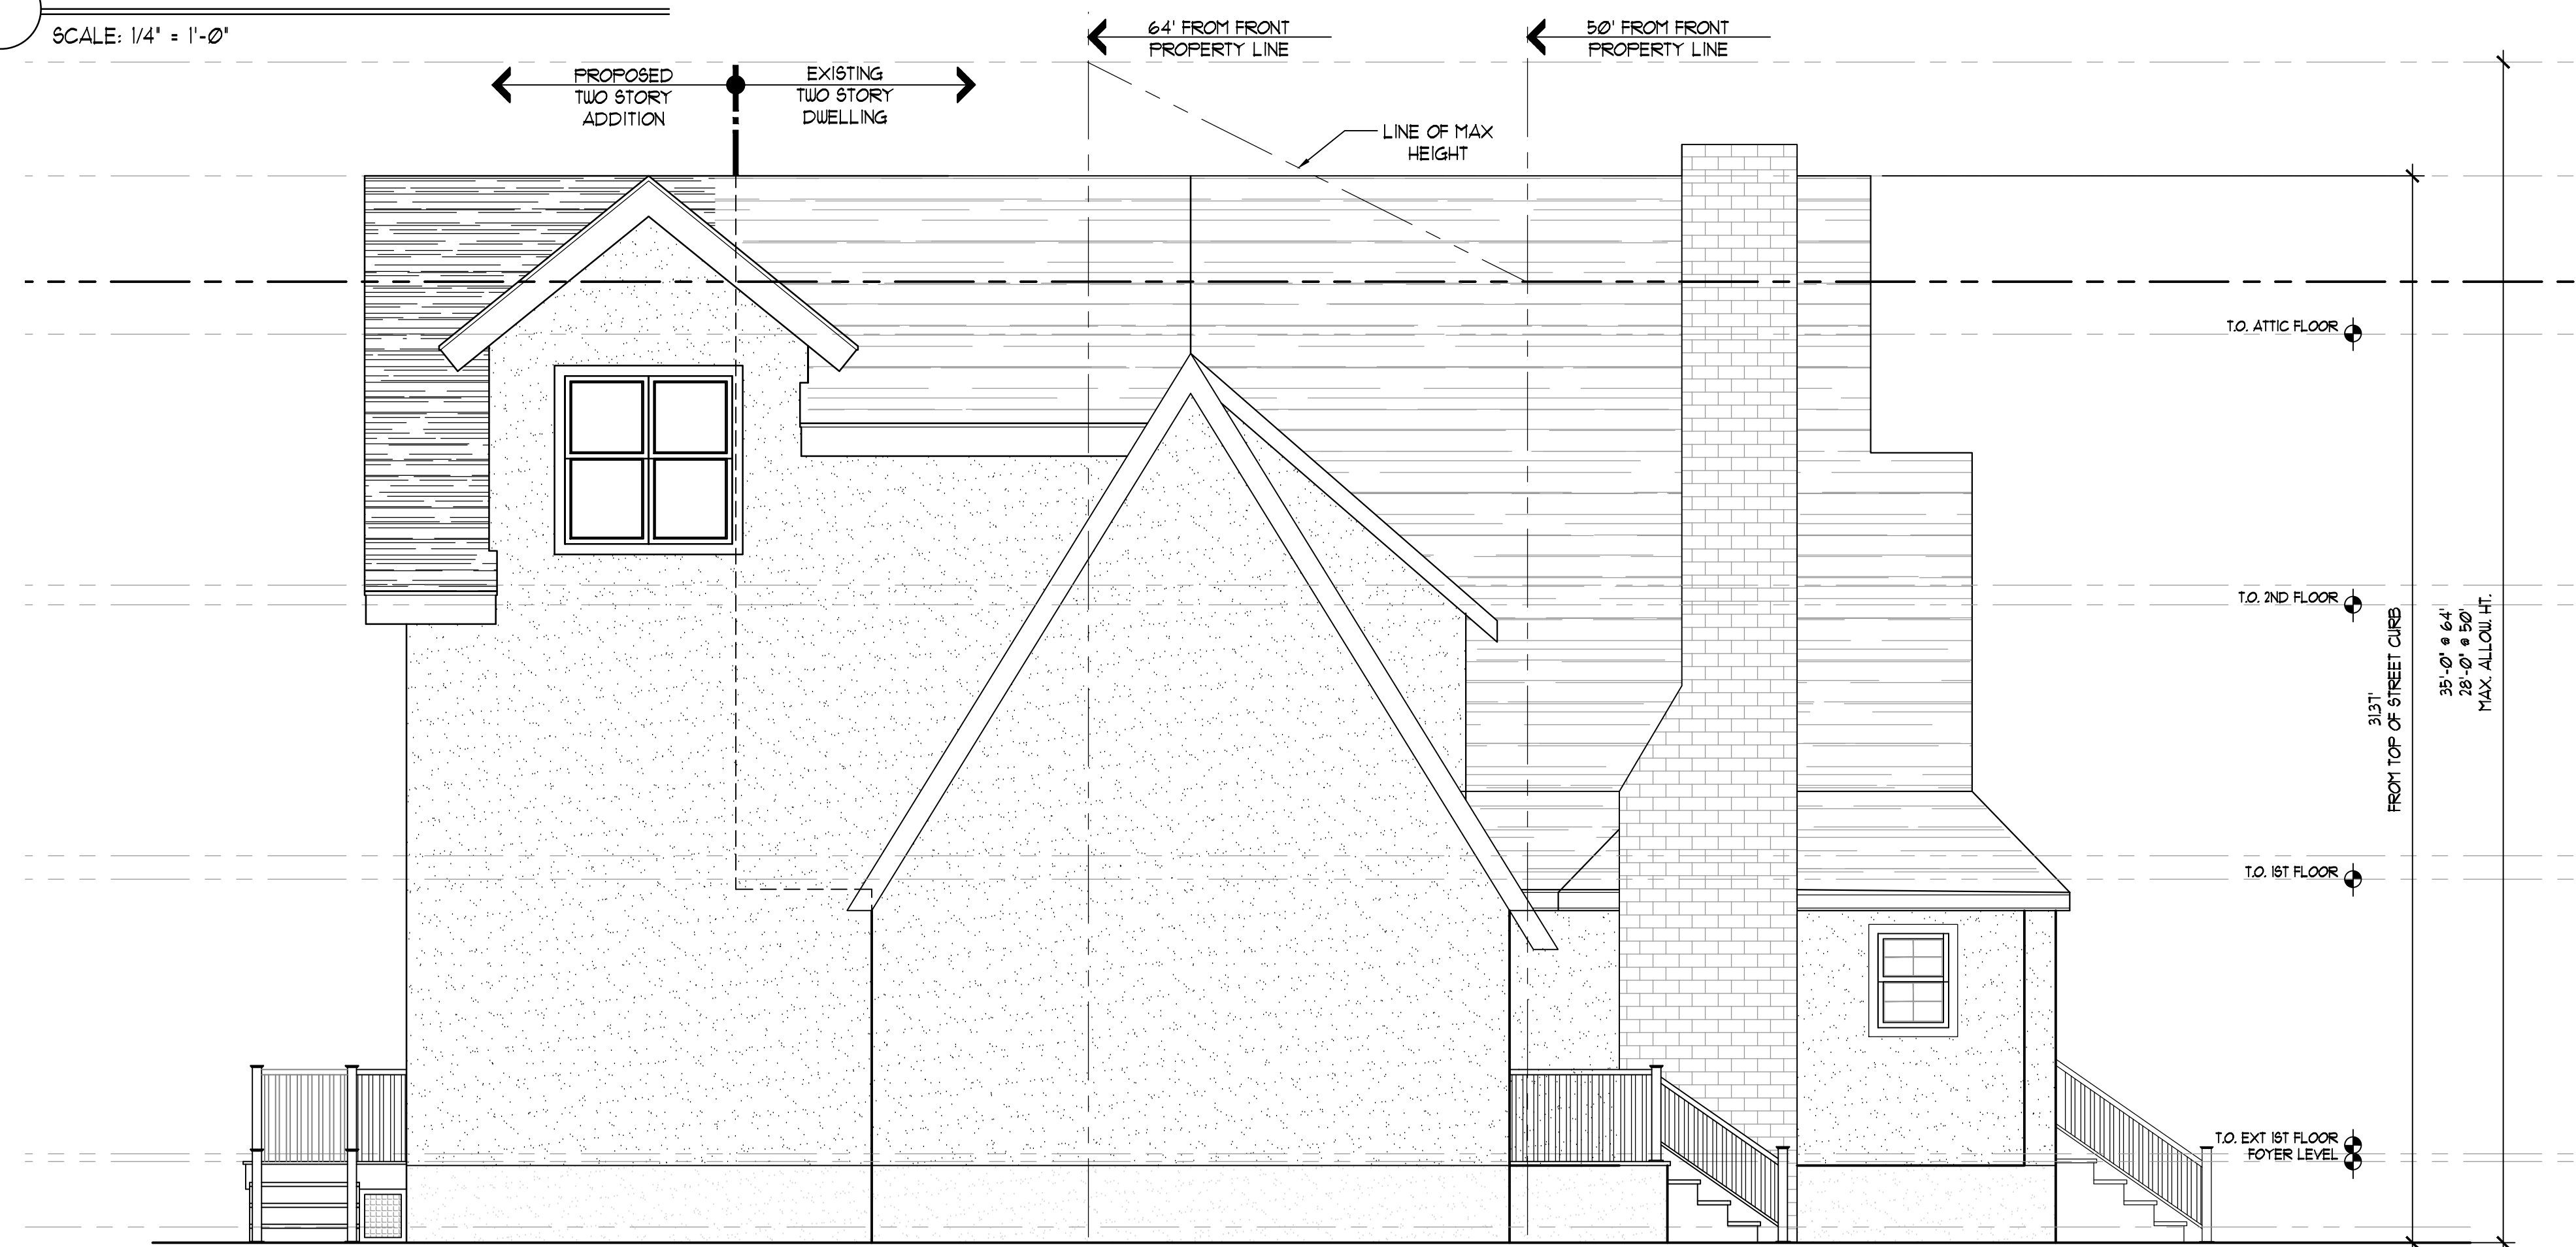 SCALE: 1/4" = 1'-0"
64' FROM FRONT
PROPERTY LINE
50' FROM FRONT
PROPERTY LINE
PROPOSED
TWO STORY
ADDITION
EXISTING
TWO STORY
DWELLING
LINE OF MAX
HEIGHT
T.O. ATTIC FLOOR
T.O. 2ND FLOOR
T.O. 1ST FLOOR
T.O. EXT 1ST FLOOR
FOYER LEVEL
31.37'
FROM TOP OF STREET CURB
35'-0" @ 64'
28'-0" @ 50'
MAX. ALLOW. HT.